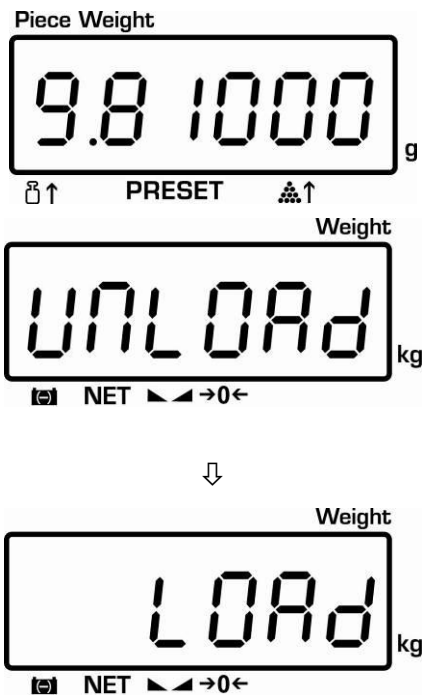 Piece Weight
9.81000 g
↑ PRESET ↑
Weight
UNLOAd kg
NET →0←
⇩
Weight
LOAd kg
NET →0←